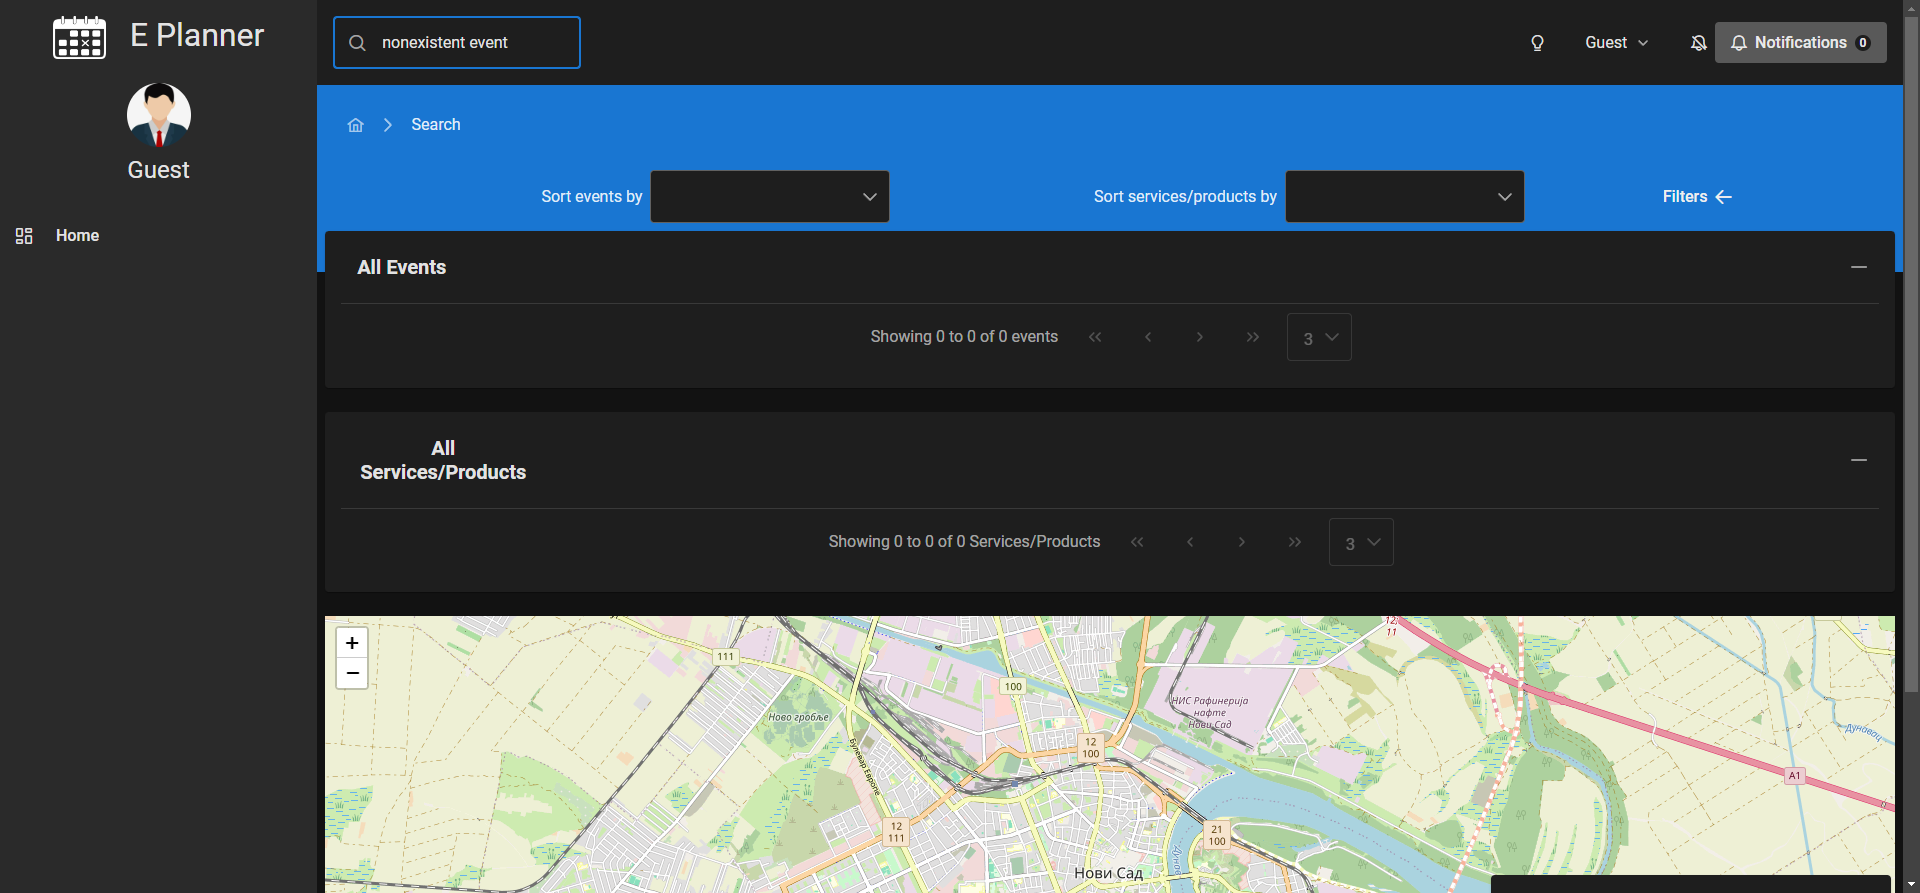 E Planner
nonexistent event
Guest
Notifications 0
Guest
Home
Search
Sort events by
Sort services/products by
Filters
All Events
Showing 0 to 0 of 0 events
3
All
Services/Products
Showing 0 to 0 of 0 Services/Products
3
+
−
111
100
12
11
Ново гробље
НИС Рафинерија
нафте
Нови Сад
Дунавац
12
100
Булевар Европе
A1
12
111
21
100
Нови Сад